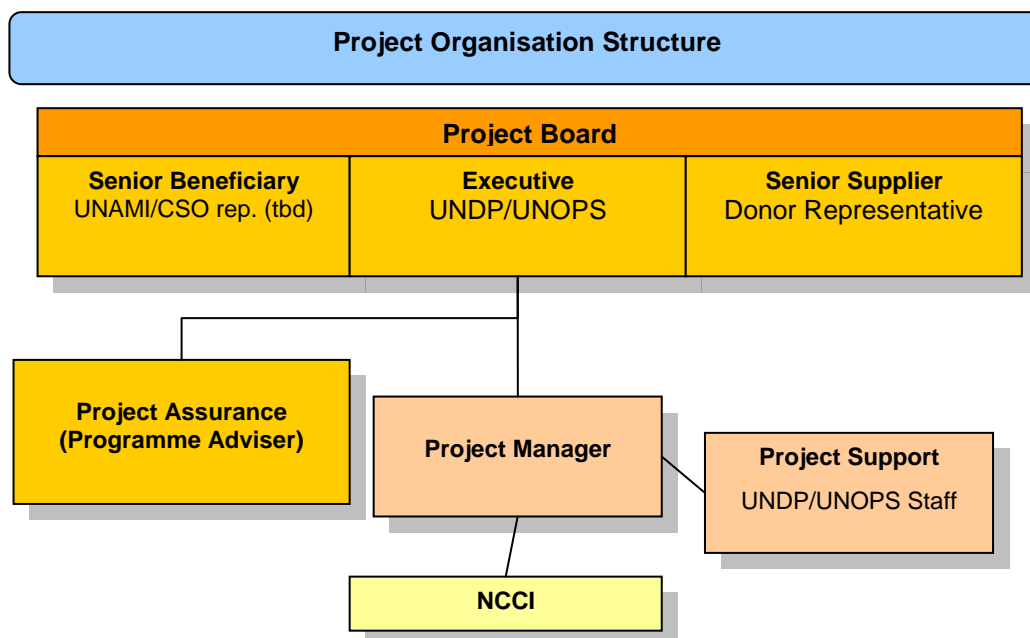 Project Organisation Structure
Project Board
Senior Beneficiary
UNAMI/CSO rep. (tbd)
Executive
UNDP/UNOPS
Senior Supplier
Donor Representative
Project Assurance
(Programme Adviser)
Project Manager
Project Support
UNDP/UNOPS Staff
NCCI